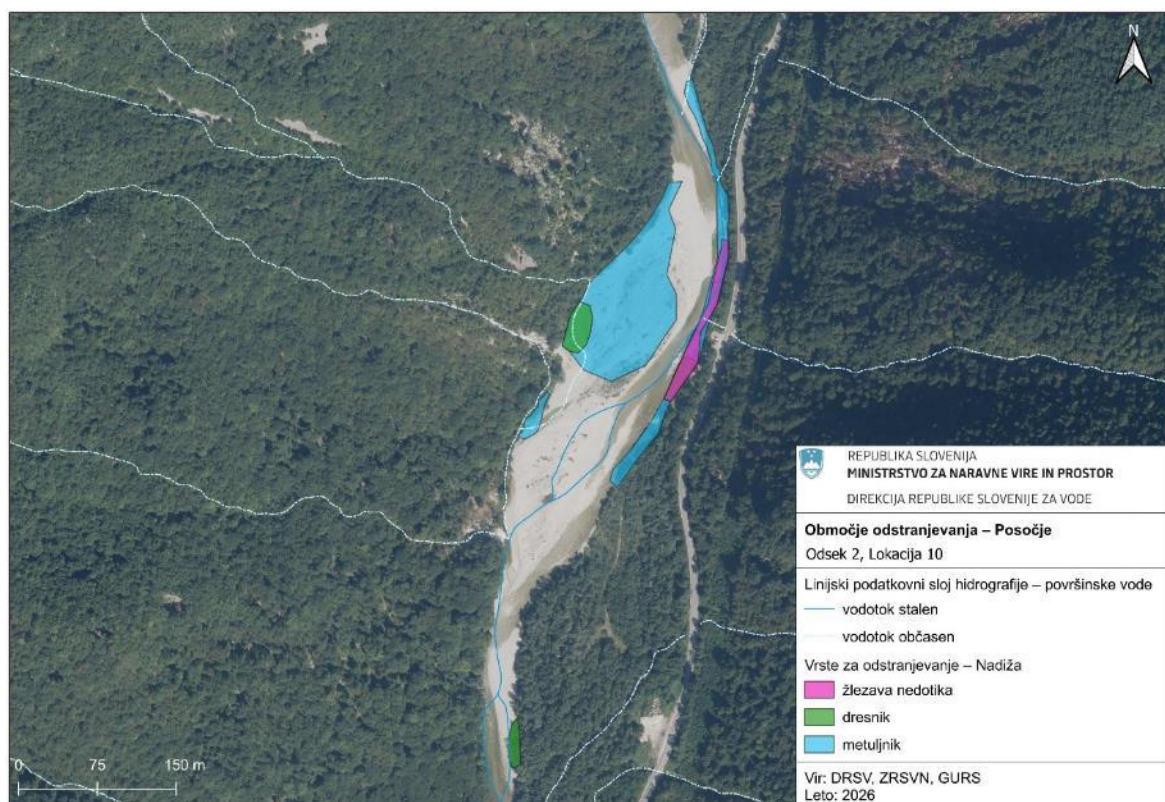 N
REPUBLIKA SLOVENIJA
MINISTRSTVO ZA NARAVNE VIRE IN PROSTOR
DIREKCIJA REPUBLIKE SLOVENIJE ZA VODE
Območje odstranjevanja – Posočje
Odsek 2, Lokacija 10
Linijski podatkovni sloj hidrografije – površinske vode
vodotok stalen
vodotok občasen
Vrste za odstranjevanje – Nadiža
žlezava nedotika
dresnik
metuljnik
Vir: DRSV, ZRSVN, GURS
Leto: 2026
0 75 150 m